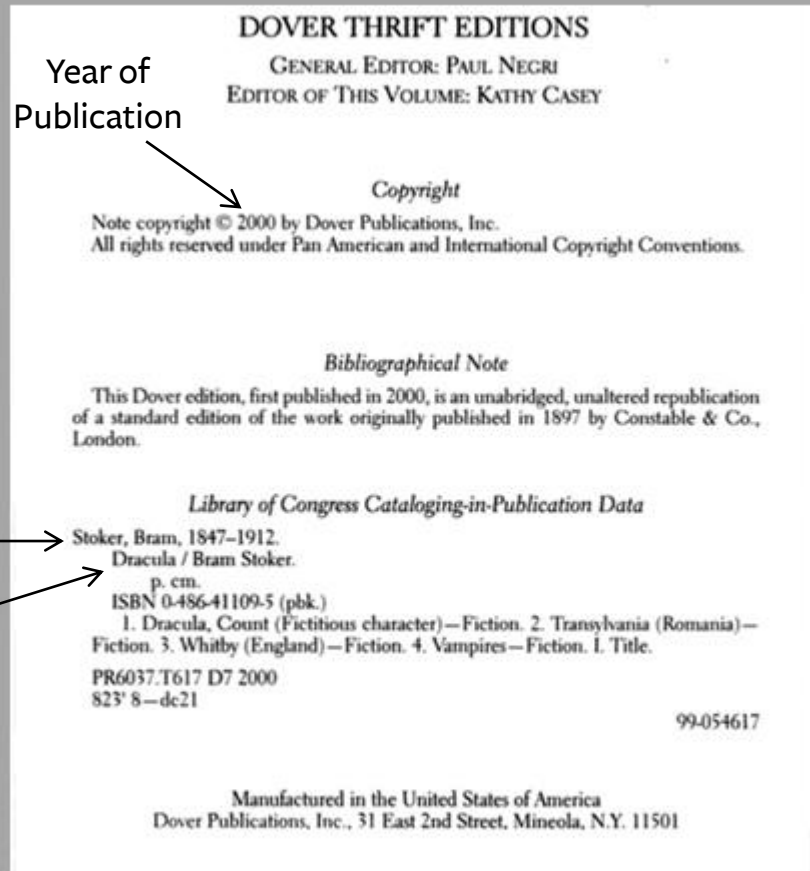 DOVER THRIFT EDITIONS
GENERAL EDITOR: PAUL NEGRI
EDITOR OF THIS VOLUME: KATHY CASEY
Year of
Publication
Copyright
Note copyright © 2000 by Dover Publications, Inc.
All rights reserved under Pan American and International Copyright Conventions.
Bibliographical Note
This Dover edition, first published in 2000, is an unabridged, unaltered republication
of a standard edition of the work originally published in 1897 by Constable & Co.,
London.
Library of Congress Cataloging-in-Publication Data
Stoker, Bram, 1847–1912.
Dracula / Bram Stoker.
p. cm.
ISBN 0-486-41109-5 (pbk.)
1. Dracula, Count (Fictitious character)—Fiction. 2. Transylvania (Romania)—
Fiction. 3. Whitby (England)—Fiction. 4. Vampires—Fiction. I. Title.
PR6037.T617 D7 2000
823' 8—dc21
99-054617
Manufactured in the United States of America
Dover Publications, Inc., 31 East 2nd Street, Mineola, N.Y. 11501